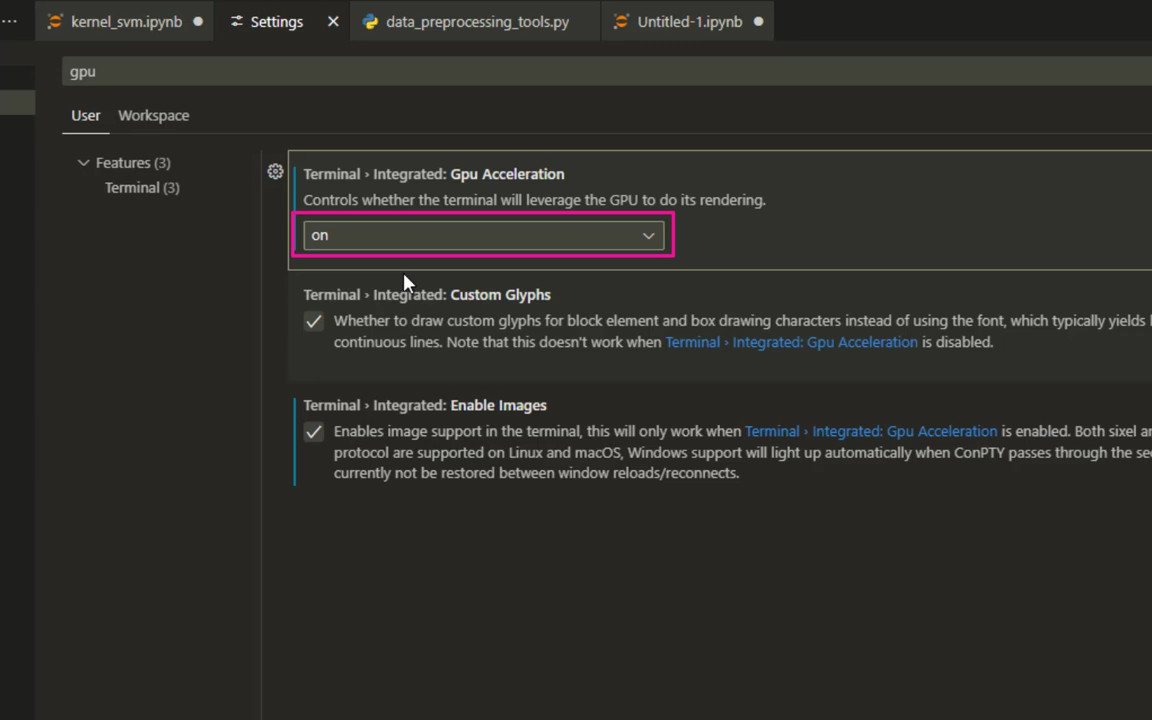 kernel_svm.ipynb
Settings
data_preprocessing_tools.py
Untitled-1.ipynb
gpu
User
Workspace
Features (3)
Terminal (3)
Terminal › Integrated: Gpu Acceleration
Controls whether the terminal will leverage the GPU to do its rendering.
on
Terminal › Integrated: Custom Glyphs
Whether to draw custom glyphs for block element and box drawing characters instead of using the font, which typically yields
continuous lines. Note that this doesn't work when Terminal › Integrated: Gpu Acceleration is disabled.
Terminal › Integrated: Enable Images
Enables image support in the terminal, this will only work when Terminal › Integrated: Gpu Acceleration is enabled. Both sixel
protocol are supported on Linux and macOS, Windows support will light up automatically when ConPTY passes through the
currently not be restored between window reloads/reconnects.